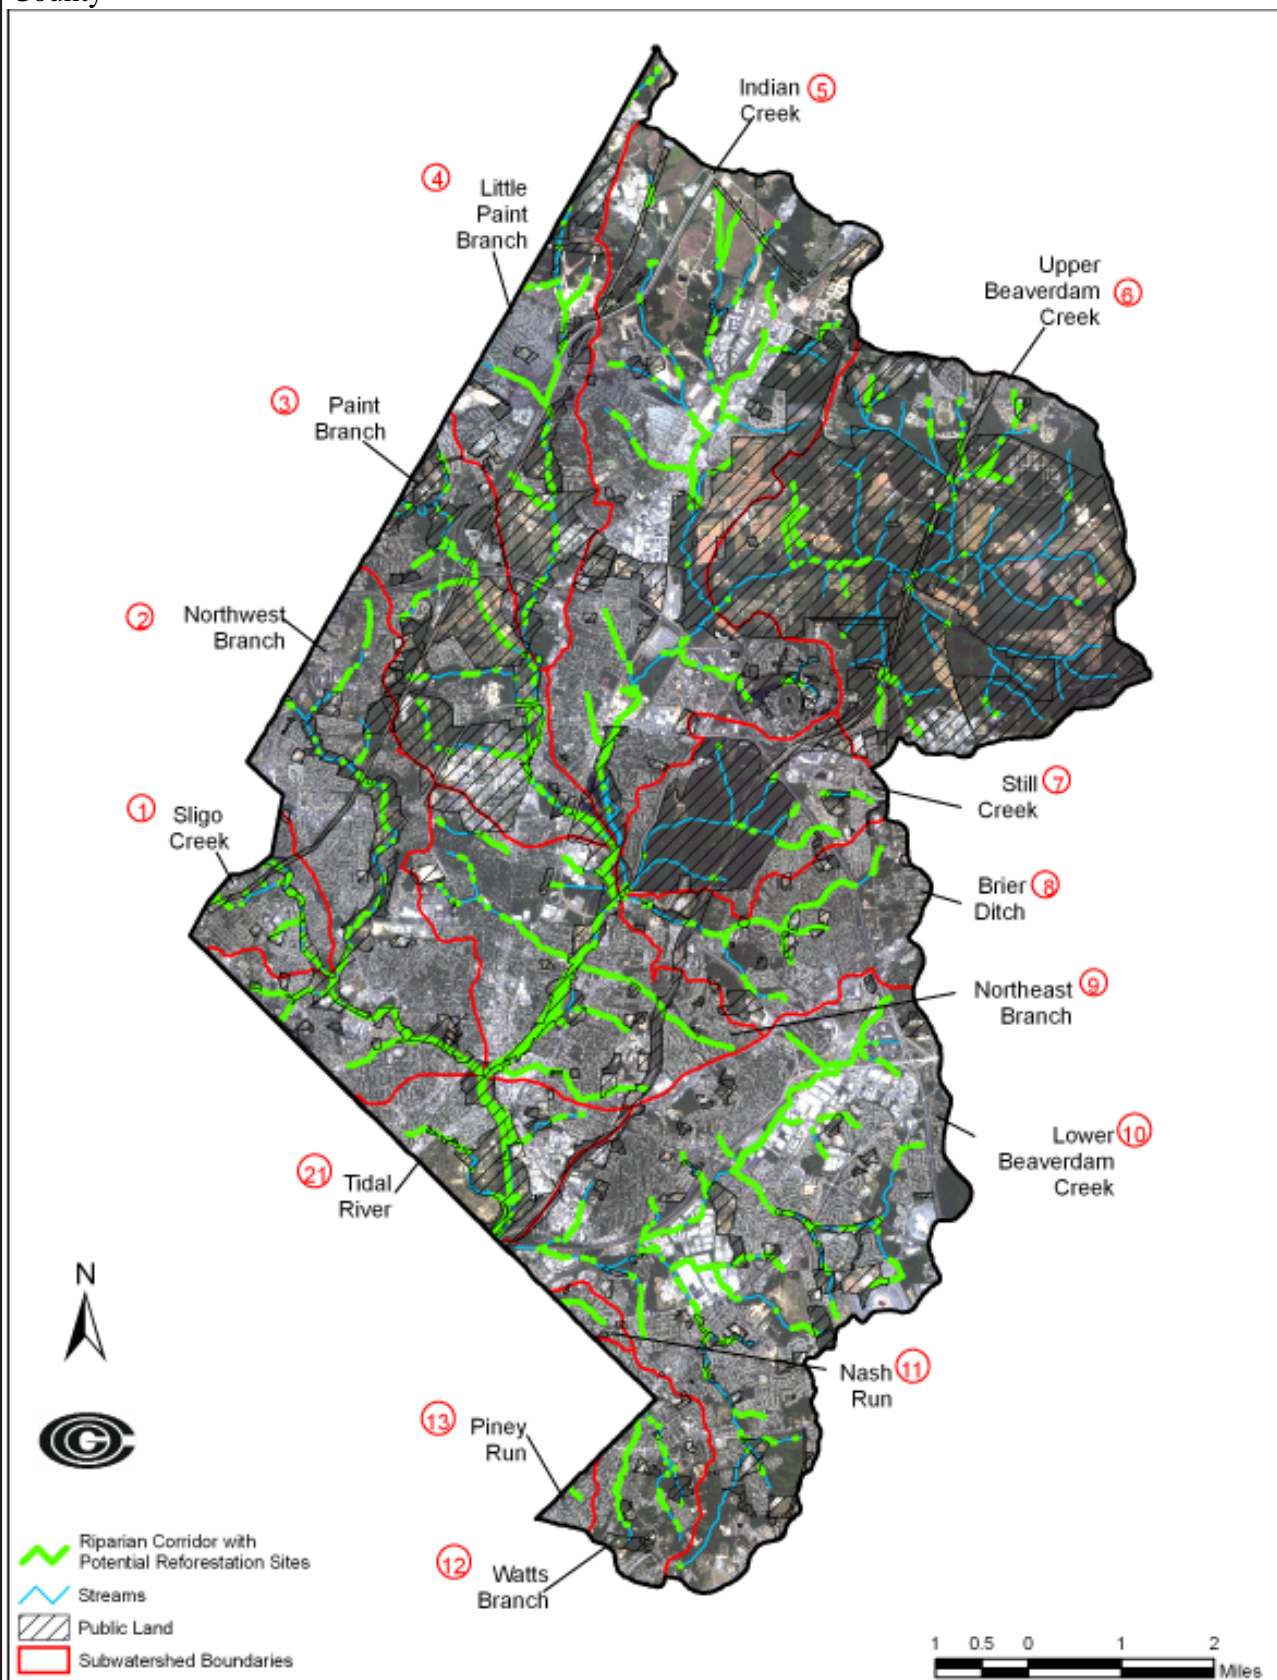 County
Indian 5
Creek
4
Little
Paint
Branch
Upper
Beaverdam 6
Creek
3
Paint
Branch
2
Northwest
Branch
1
Sligo
Creek
Still 7
Creek
Brier 8
Ditch
Northeast 9
Branch
Lower 10
Beaverdam
Creek
21
Tidal
River
N
Nash 11
Run
13
Piney
Run
12
Watts
Branch
Riparian Corridor with
Potential Reforestation Sites
Streams
Public Land
Subwatershed Boundaries
1 0.5 0 1 2
Miles